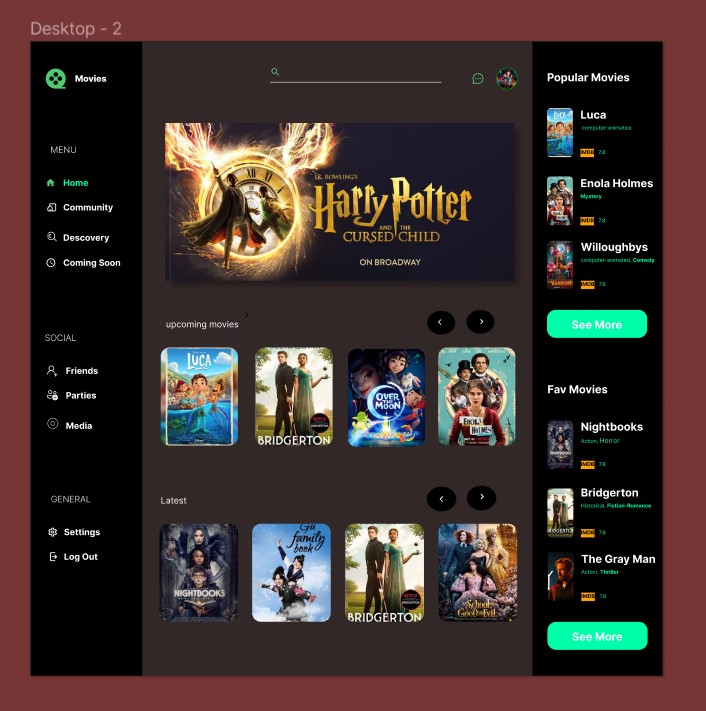 Desktop - 2
Movies
MENU
Home
Community
Descovery
Coming Soon
SOCIAL
Friends
Parties
Media
GENERAL
Settings
Log Out
J.K. ROWLING'S
Harry Potter
AND THE
CURSED CHILD
ON BROADWAY
upcoming movies
LUCA
BRIDGERTON
OVER
THE
MOON
ENOLA
HOLMES
Latest
NIGHTBOOKS
Gu
family
book
BRIDGERTON
The
School
for
Good and Evil
Popular Movies
Luca
computer-animated
IMDB 7.8
Enola Holmes
Mystery
IMDB 7.8
Willoughbys
computer-animated, Comedy
IMDB 7.8
See More
Fav Movies
Nightbooks
Action, Horror
IMDB 7.8
Bridgerton
Historical, Fiction-Romance
IMDB 7.8
The Gray Man
Action, Thriller
IMDB 7.8
See More